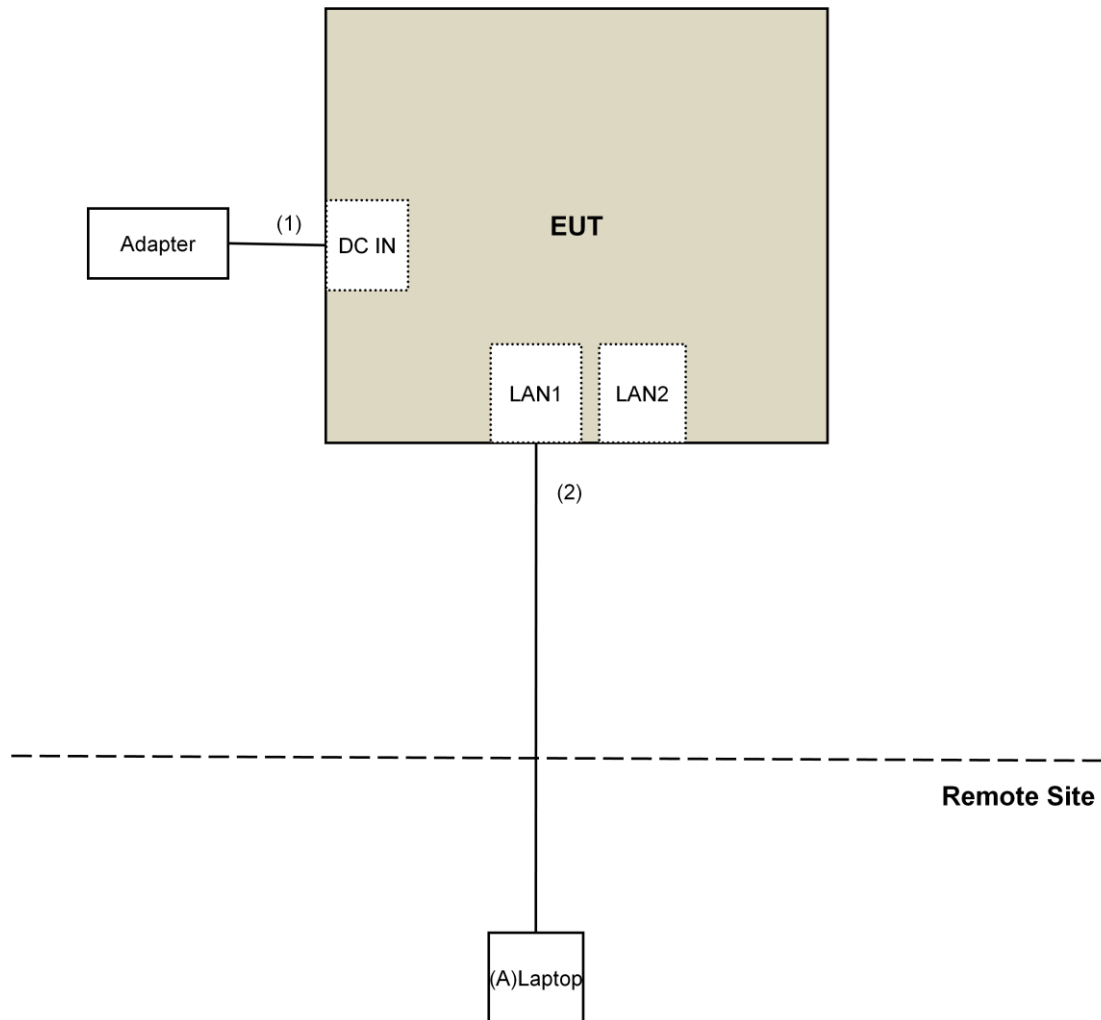 EUT
(1)
Adapter
DC IN
LAN1
LAN2
(2)
Remote Site
(A)Laptop